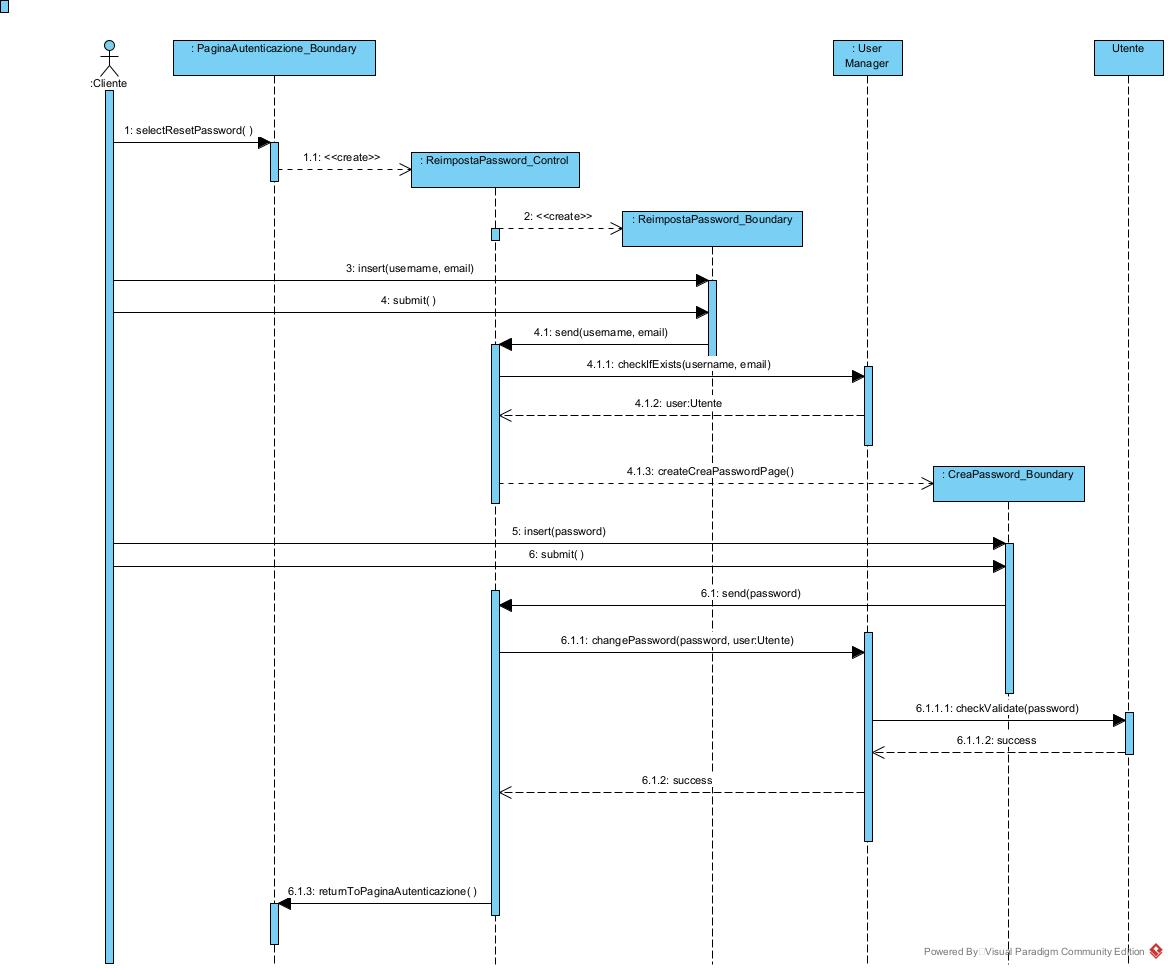 : PaginaAutenticazione_Boundary
: User
Manager
Utente
:Cliente
1: selectResetPassword( )
1.1: <<create>>
: ReimpostaPassword_Control
2: <<create>>
: ReimpostaPassword_Boundary
3: insert(username, email)
4: submit( )
4.1: send(username, email)
4.1.1: checkIfExists(username, email)
4.1.2: user:Utente
4.1.3: createCreaPasswordPage()
: CreaPassword_Boundary
5: insert(password)
6: submit( )
6.1: send(password)
6.1.1: changePassword(password, user:Utente)
6.1.1.1: checkValidate(password)
6.1.1.2: success
6.1.2: success
6.1.3: returnToPaginaAutenticazione( )
Powered By Visual Paradigm Community Edition